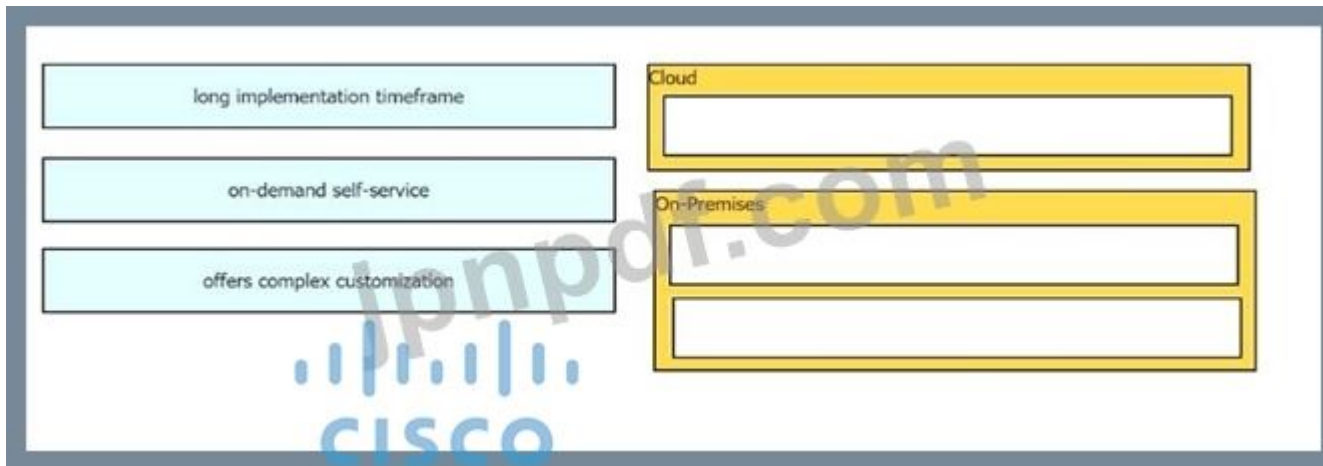 long implementation timeframe
on-demand self-service
offers complex customization
Cloud
On-Premises
jpnpdf.com
CISCO